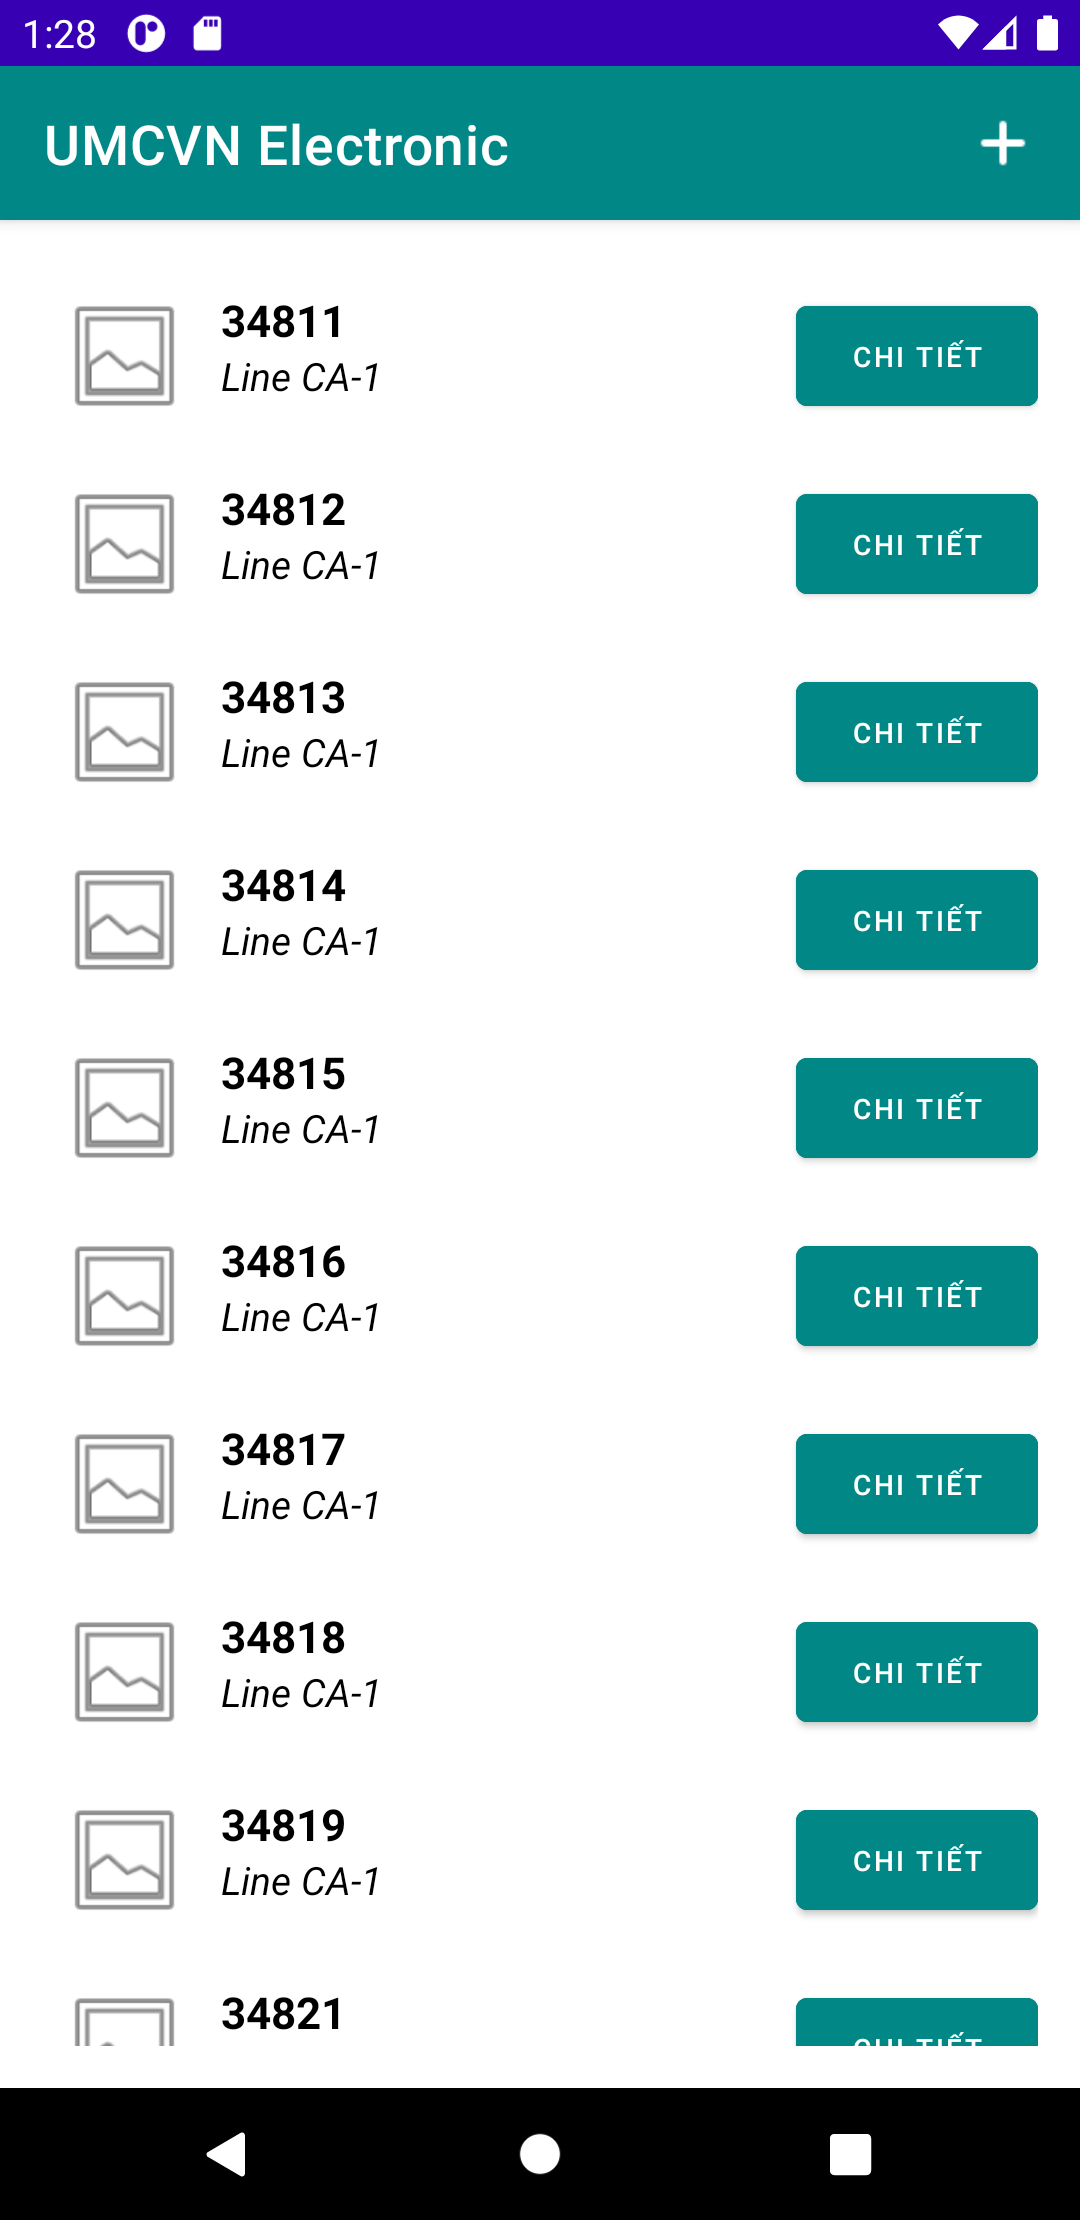 1:28
UMCVN Electronic
34811
Line CA-1
CHI TIẾT
34812
Line CA-1
CHI TIẾT
34813
Line CA-1
CHI TIẾT
34814
Line CA-1
CHI TIẾT
34815
Line CA-1
CHI TIẾT
34816
Line CA-1
CHI TIẾT
34817
Line CA-1
CHI TIẾT
34818
Line CA-1
CHI TIẾT
34819
Line CA-1
CHI TIẾT
34821
CHI TIẾT